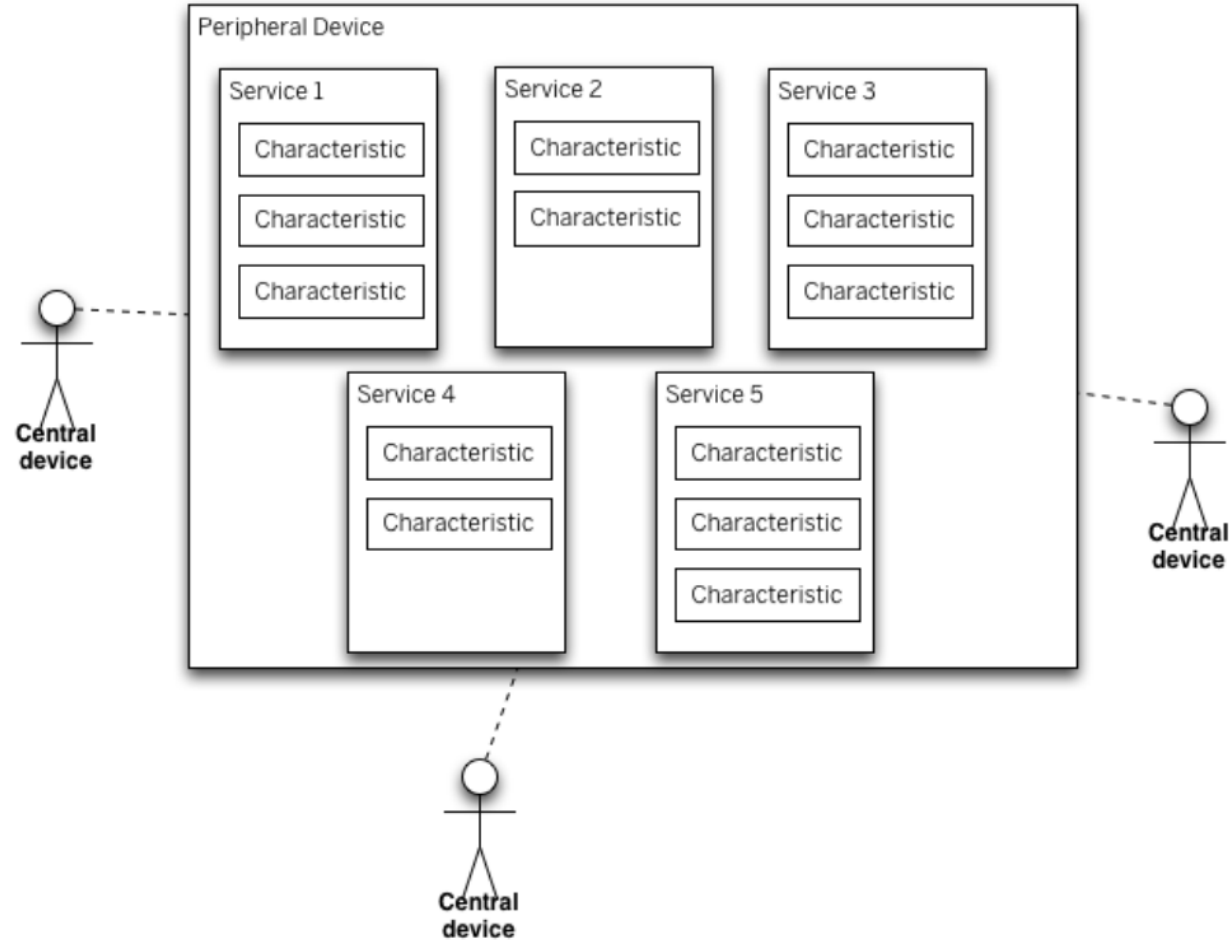 Peripheral Device
Service 1
Characteristic
Characteristic
Characteristic
Service 2
Characteristic
Characteristic
Service 3
Characteristic
Characteristic
Characteristic
Service 4
Characteristic
Characteristic
Service 5
Characteristic
Characteristic
Characteristic
Central
device
Central
device
Central
device